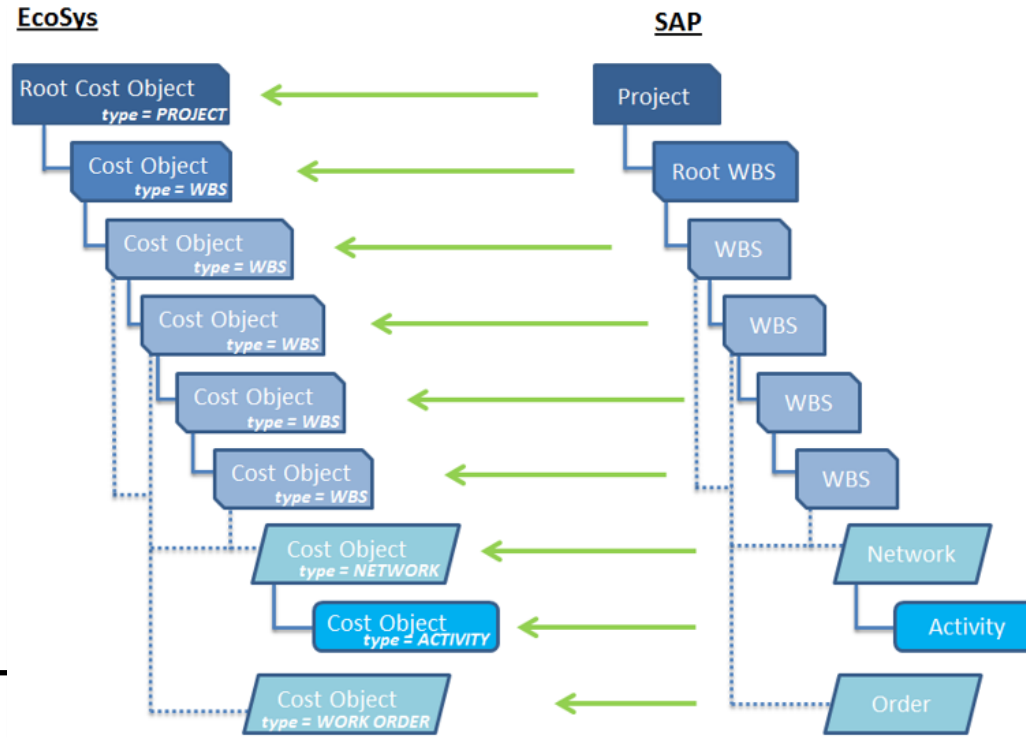 EcoSys
SAP
Root Cost Object
type = PROJECT
Project
Cost Object
type = WBS
Root WBS
Cost Object
type = WBS
WBS
Cost Object
type = WBS
WBS
Cost Object
type = WBS
WBS
Cost Object
type = WBS
WBS
Cost Object
type = NETWORK
Network
Cost Object
type = ACTIVITY
Activity
Cost Object
type = WORK ORDER
Order